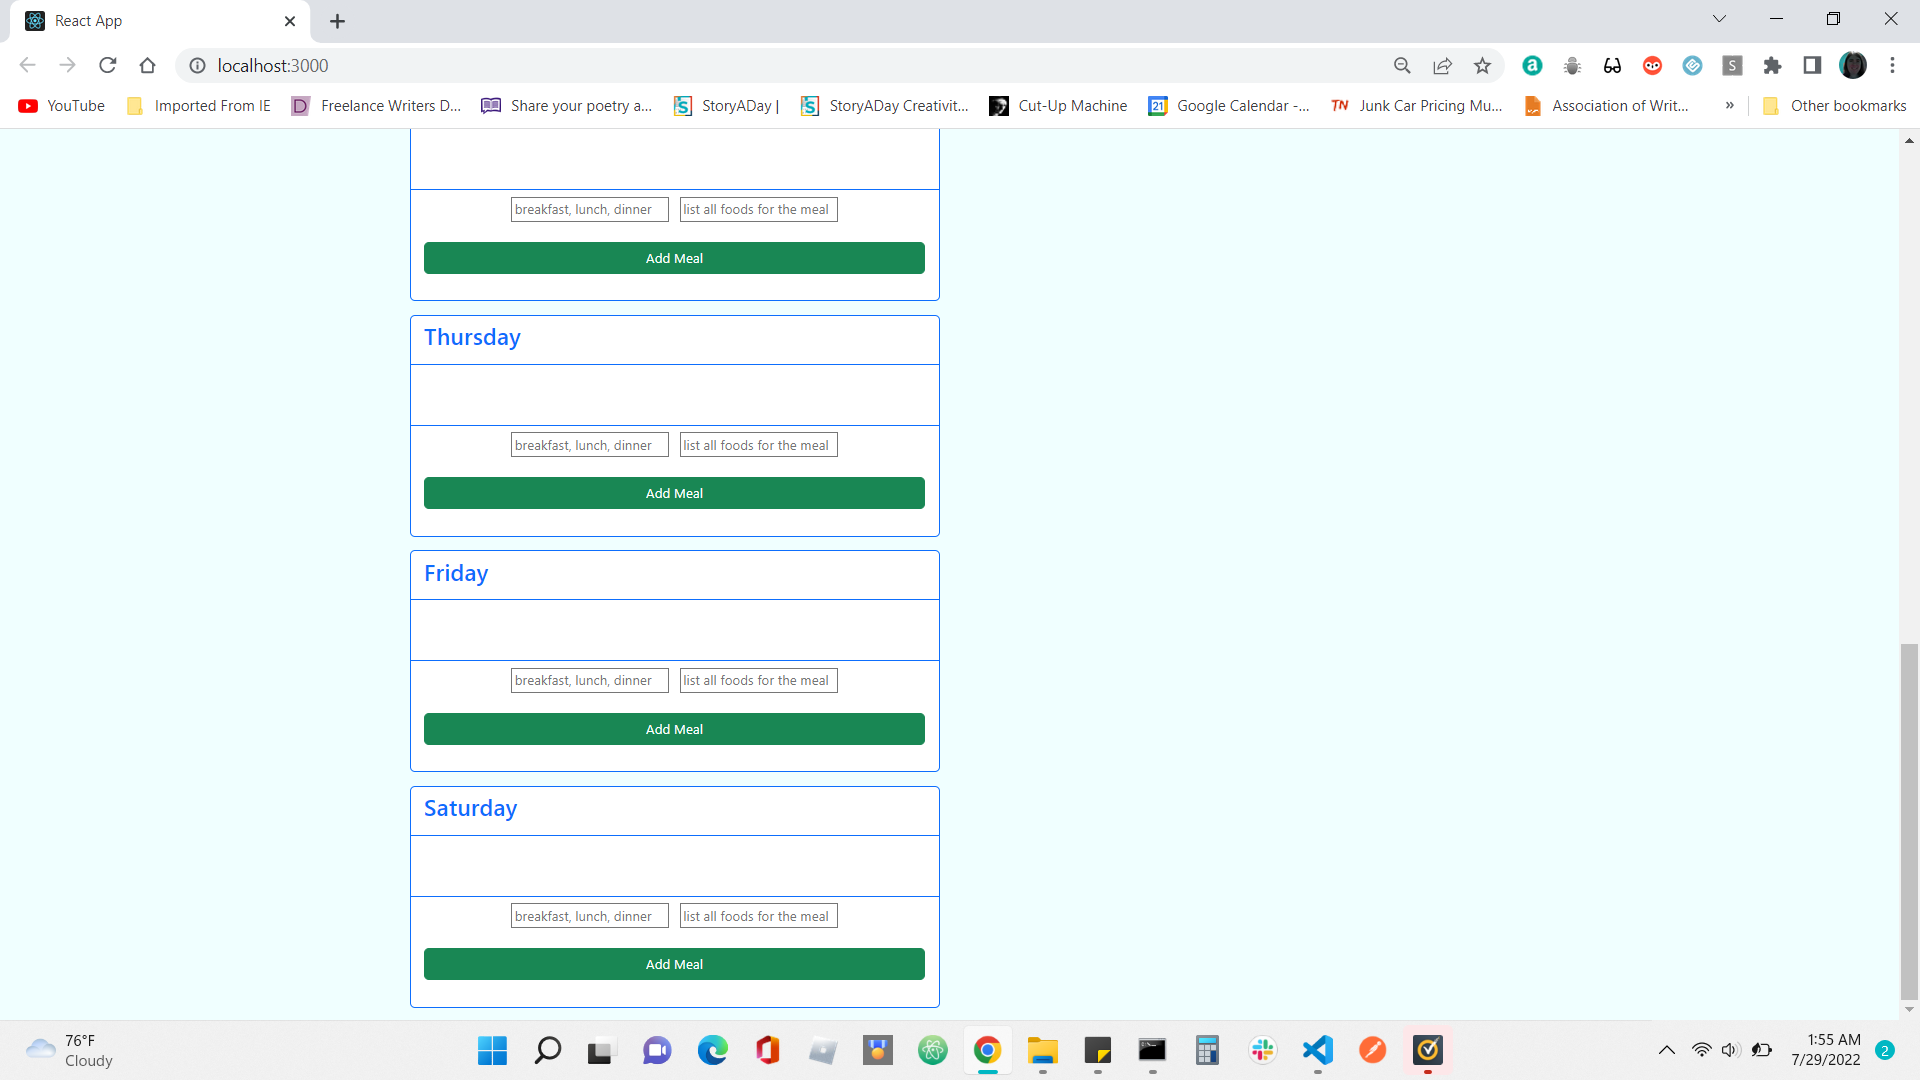 React App
localhost:3000
YouTube Imported From IE Freelance Writers D... Share your poetry a... StoryADay | StoryADay Creativit... Cut-Up Machine Google Calendar -... Junk Car Pricing Mu... Association of Writ... » Other bookmarks
breakfast, lunch, dinner list all foods for the meal
Add Meal
Thursday
breakfast, lunch, dinner list all foods for the meal
Add Meal
Friday
breakfast, lunch, dinner list all foods for the meal
Add Meal
Saturday
breakfast, lunch, dinner list all foods for the meal
Add Meal
76°F
Cloudy
1:55 AM
7/29/2022
2